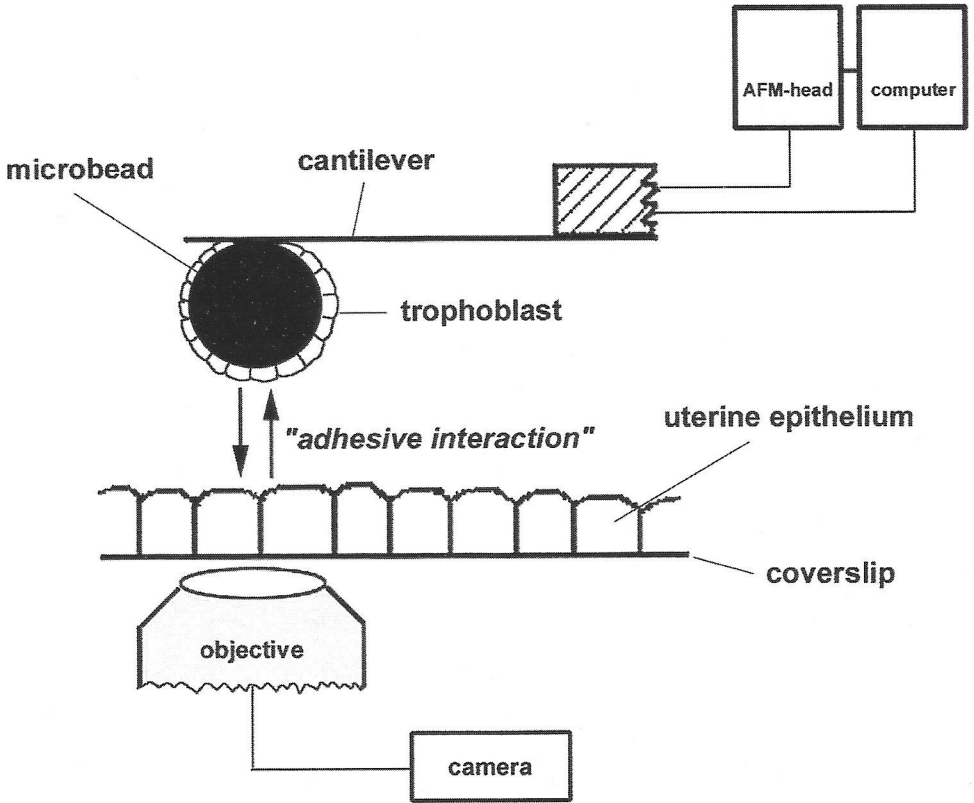 AFM-head
computer
cantilever
microbead
trophoblast
uterine epithelium
"adhesive interaction"
coverslip
objective
camera